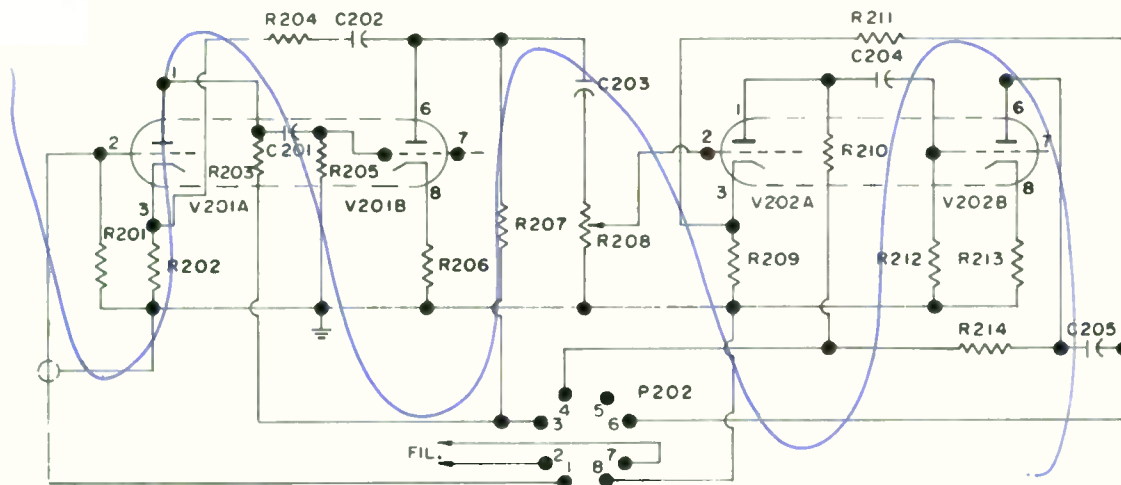 R204 C202
R211
C204
1 6 C203 1 6
2 C201 7 2 R210 7
R203 R205
3 V201A V201B 8 3 V202A V202B 8
R201 R207
R202 R206 R208 R209 R212 R213
R214 C205
4 5 P202
3 6
FIL. 2 7
1 8